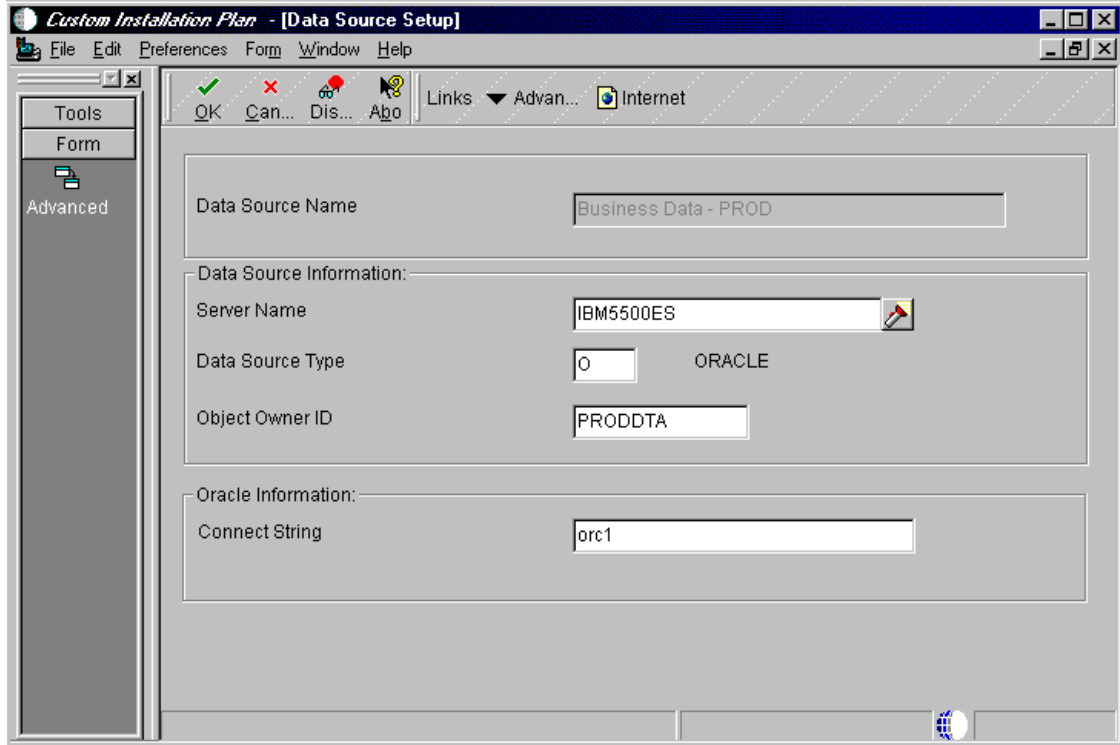 Custom Installation Plan - [Data Source Setup]
File Edit Preferences Form Window Help
OK Can... Dis... Abo Links Advan... Internet
Tools
Form
Advanced
Data Source Name Business Data - PROD
Data Source Information:
Server Name IBM5500ES
Data Source Type O ORACLE
Object Owner ID PRODDTA
Oracle Information:
Connect String orc1